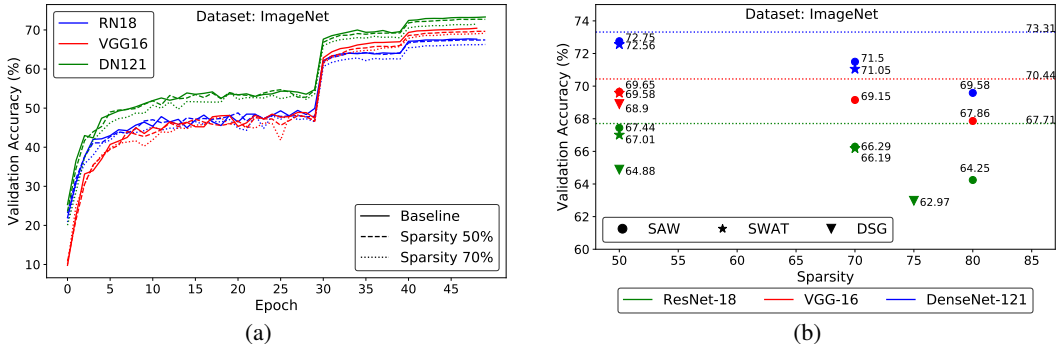 Dataset: ImageNet
RN18
VGG16
DN121
Validation Accuracy (%)
70
60
50
40
30
20
10
Baseline
Sparsity 50%
Sparsity 70%
0 5 10 15 20 25 30 35 40 45
Epoch
(a)
Dataset: ImageNet
Validation Accuracy (%)
74
72
70
68
66
64
62
60
73.31
72.75
72.56
71.5
71.05
70.44
69.65
69.58
69.58
69.15
68.9
67.86
67.71
67.44
67.01
66.29
66.19
64.88
64.25
62.97
SAW SWAT DSG
50 55 60 65 70 75 80 85
Sparsity
ResNet-18 VGG-16 DenseNet-121
(b)